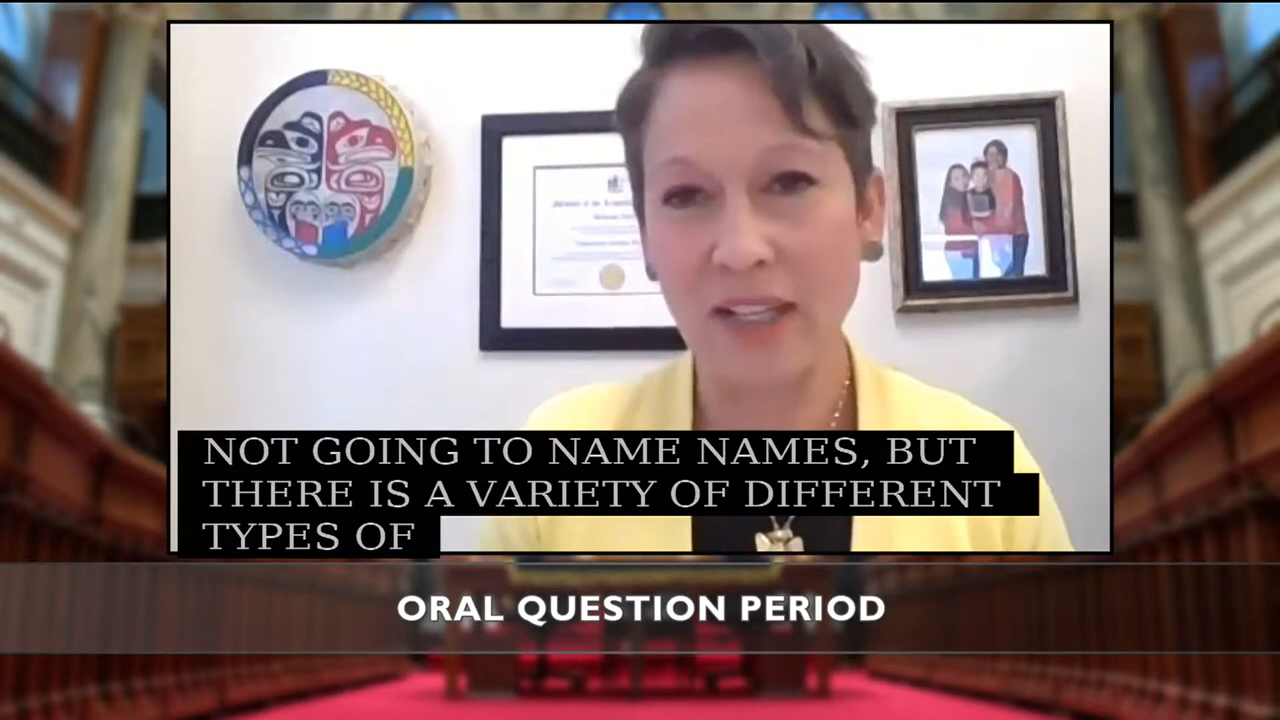 NOT GOING TO NAME NAMES, BUT
THERE IS A VARIETY OF DIFFERENT
TYPES OF
ORAL QUESTION PERIOD